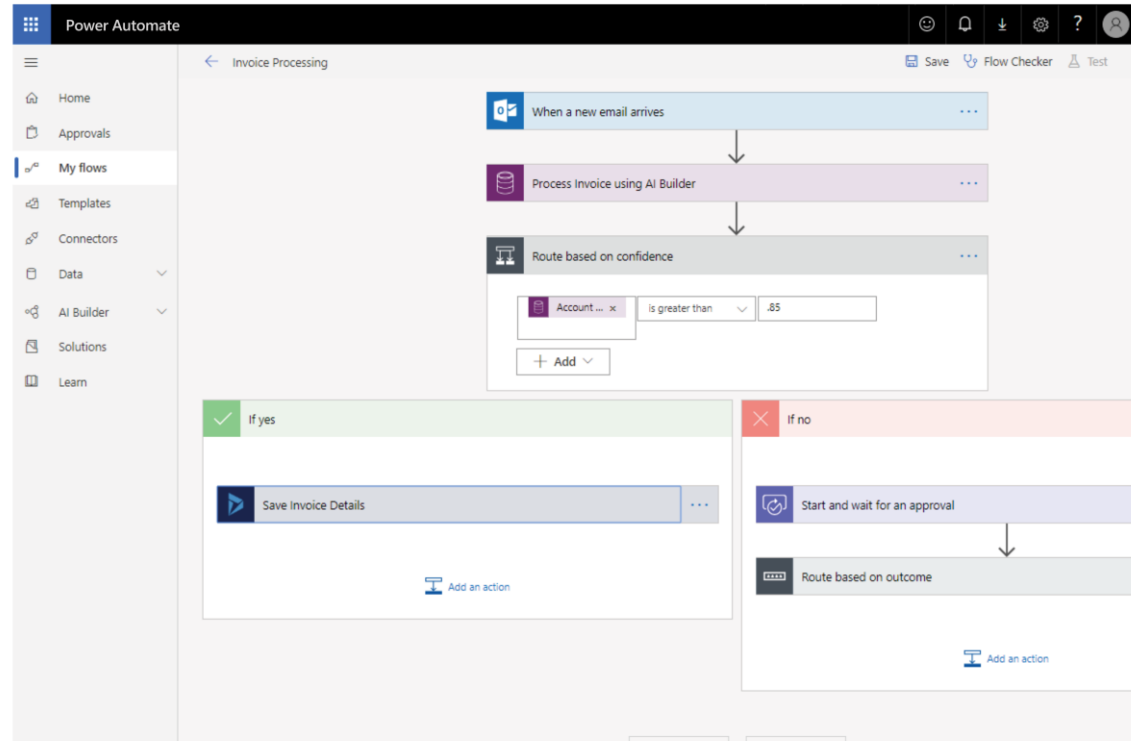 Power Automate
?
Invoice Processing
Save
Flow Checker
Test
Home
Approvals
My flows
Templates
Connectors
Data
AI Builder
Solutions
Learn
When a new email arrives
Process Invoice using AI Builder
Route based on confidence
Account ... x
is greater than
.85
+ Add
If yes
Save Invoice Details
Add an action
If no
Start and wait for an approval
Route based on outcome
Add an action